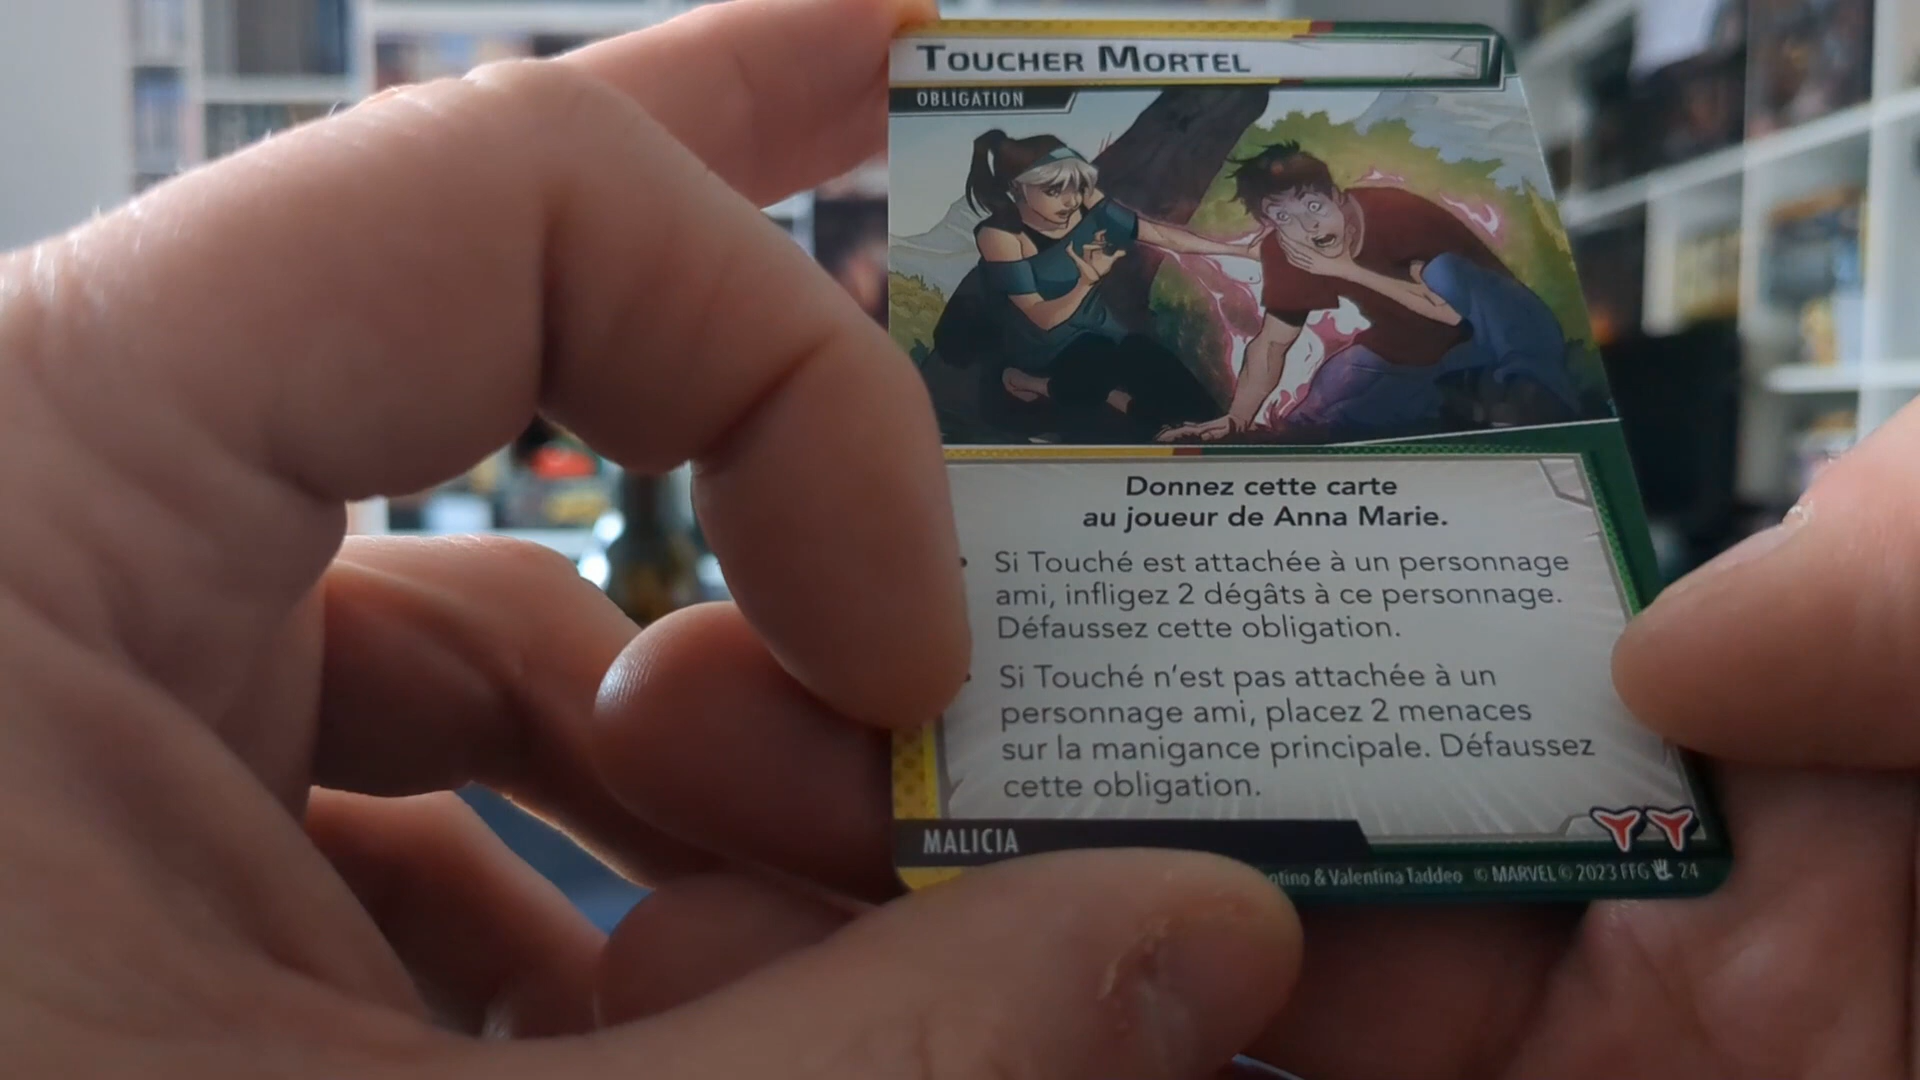 TOUCHER MORTEL
OBLIGATION
Donnez cette carte
au joueur de Anna Marie.
Si Touché est attachée à un personnage
ami, infligez 2 dégâts à ce personnage.
Défaussez cette obligation.
Si Touché n'est pas attachée à un
personnage ami, placez 2 menaces
sur la manigance principale. Défaussez
cette obligation.
MALICIA
otino & Valentina Taddeo © MARVEL © 2023 FFG 24